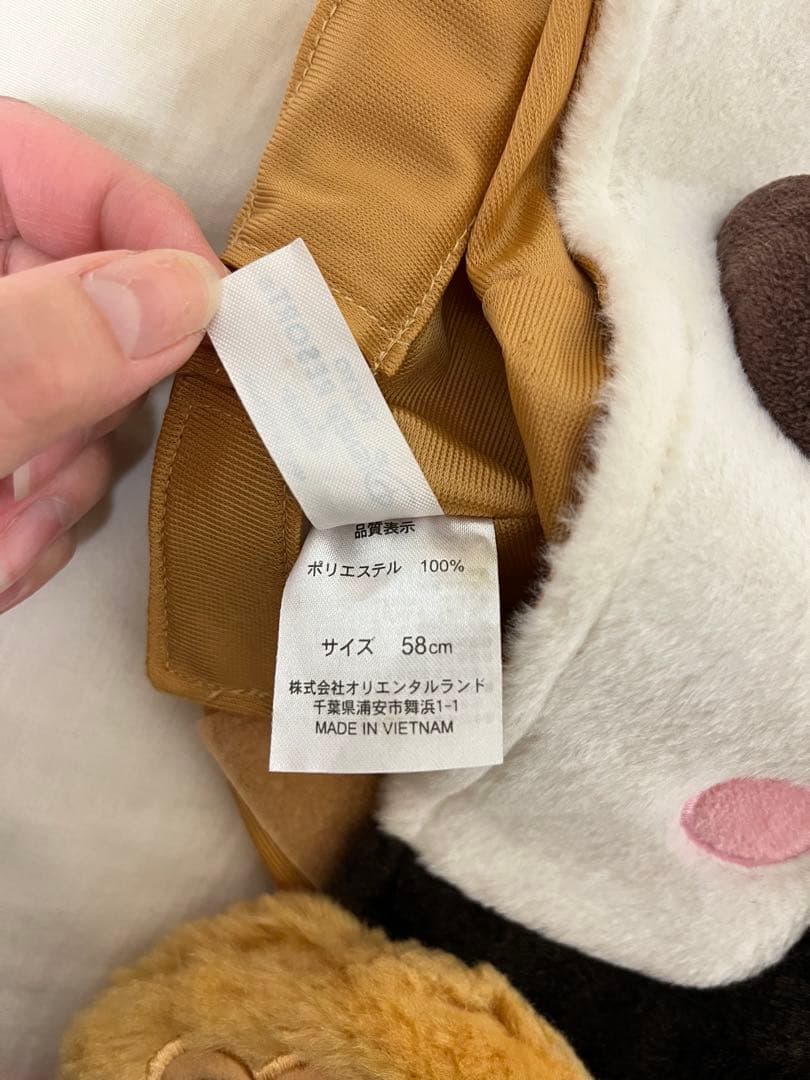 品質表示
ポリエステル 100%
サイズ 58cm
株式会社オリエンタルランド
千葉県浦安市舞浜1-1
MADE IN VIETNAM